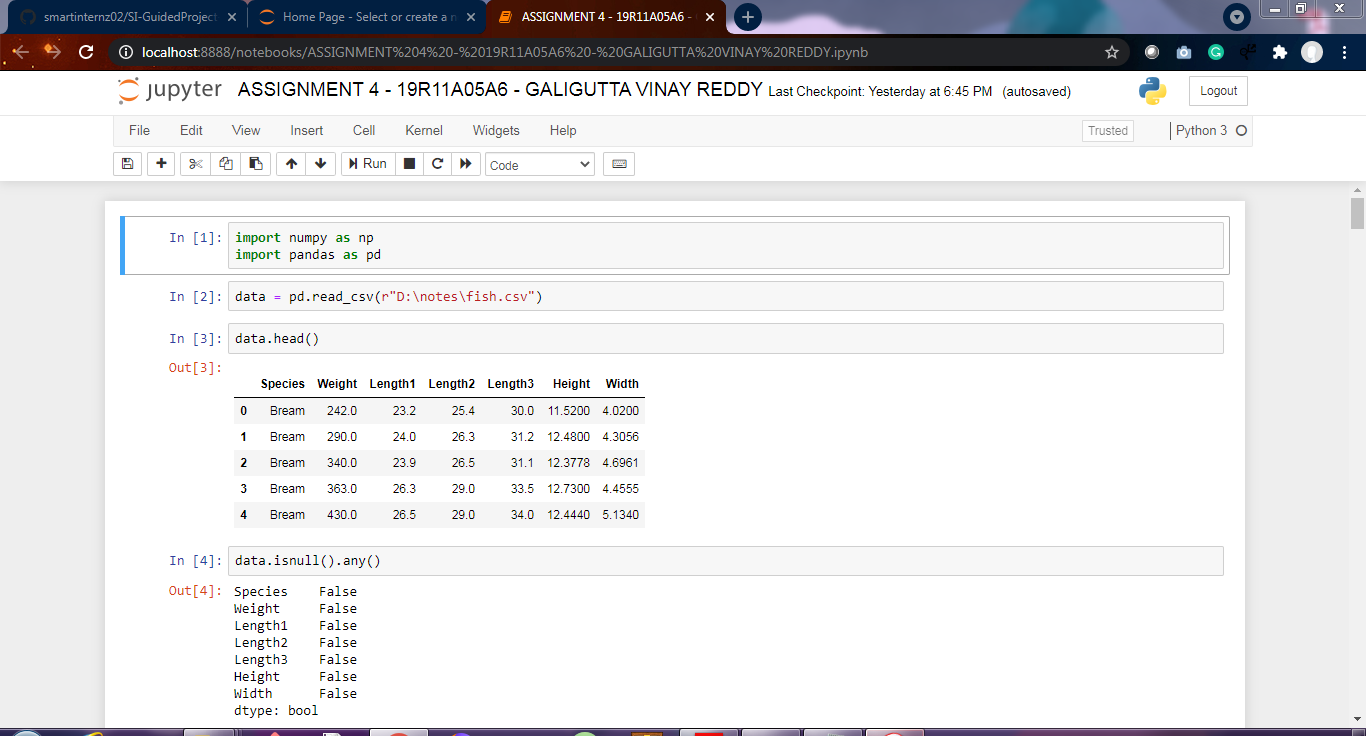 smartinternz02/SI-GuidedProject
Home Page - Select or create a n
ASSIGNMENT 4 - 19R11A05A6 -
localhost:8888/notebooks/ASSIGNMENT%204%20-%2019R11A05A6%20-%20GALIGUTTA%20VINAY%20REDDY.ipynb
jupyter ASSIGNMENT 4 - 19R11A05A6 - GALIGUTTA VINAY REDDY Last Checkpoint: Yesterday at 6:45 PM (autosaved)
Logout
File Edit View Insert Cell Kernel Widgets Help
Trusted
Python 3
Run
Code
In [1]: import numpy as np
import pandas as pd
In [2]: data = pd.read_csv(r"D:\notes\fish.csv")
In [3]: data.head()
Out[3]:
Species Weight Length1 Length2 Length3 Height Width
0 Bream 242.0 23.2 25.4 30.0 11.5200 4.0200
1 Bream 290.0 24.0 26.3 31.2 12.4800 4.3056
2 Bream 340.0 23.9 26.5 31.1 12.3778 4.6961
3 Bream 363.0 26.3 29.0 33.5 12.7300 4.4555
4 Bream 430.0 26.5 29.0 34.0 12.4440 5.1340
In [4]: data.isnull().any()
Out[4]: Species False
Weight False
Length1 False
Length2 False
Length3 False
Height False
Width False
dtype: bool